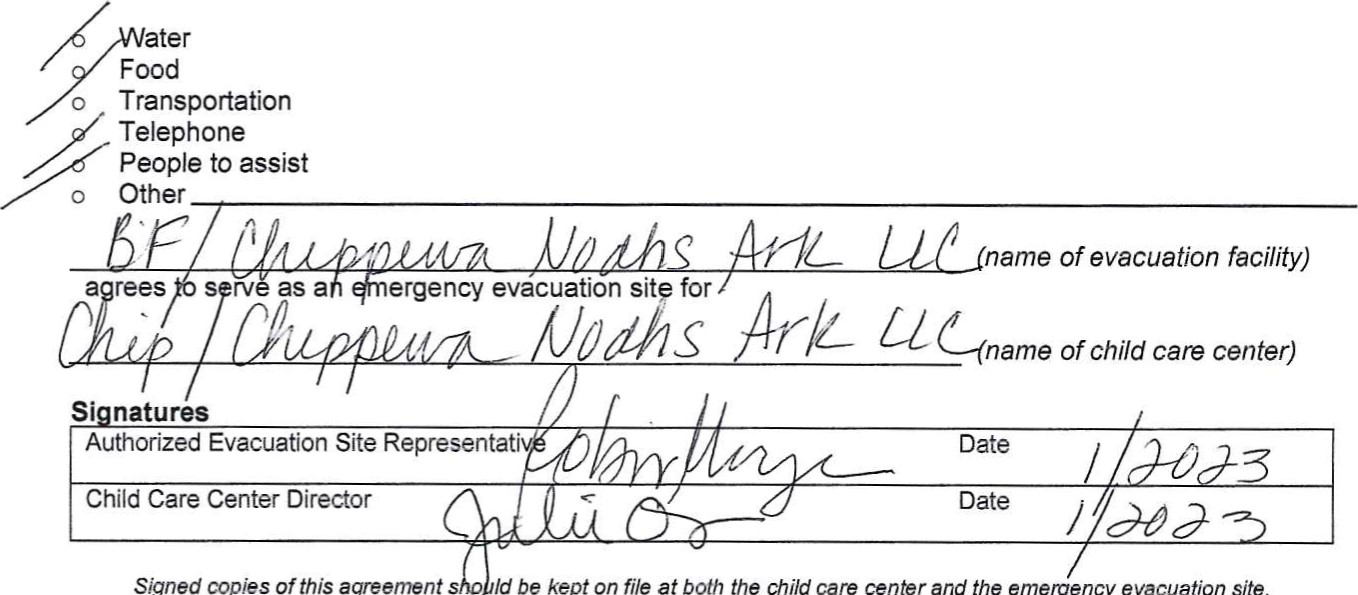 Water
Food
Transportation
Telephone
People to assist
Other
BF/Chippewa Noahs Ark LLC (name of evacuation facility)
agrees to serve as an emergency evacuation site for
Chip/Chippewa Noahs Ark LLC (name of child care center)
Signatures
Authorized Evacuation Site Representative Robin Date 1/2023
Child Care Center Director Julie Date 1/2023
Signed copies of this agreement should be kept on file at both the child care center and the emergency evacuation site.